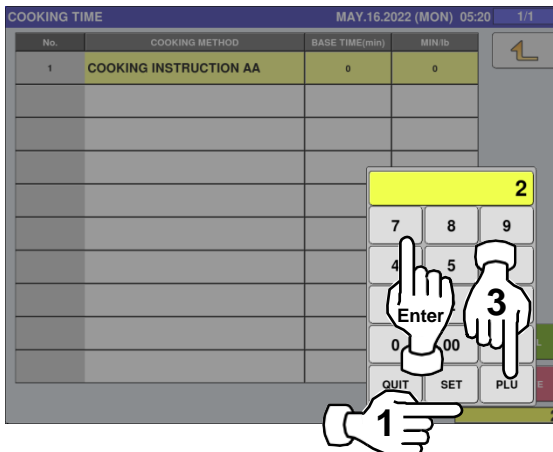 COOKING TIME MAY.16.2022 (MON) 05:20 1/1
No. COOKING METHOD BASE TIME(min) MIN/lb
1 COOKING INSTRUCTION AA 0 0
2
7 8 9
4 5
Enter 3
0 00 L
QUIT SET PLU E
1 2